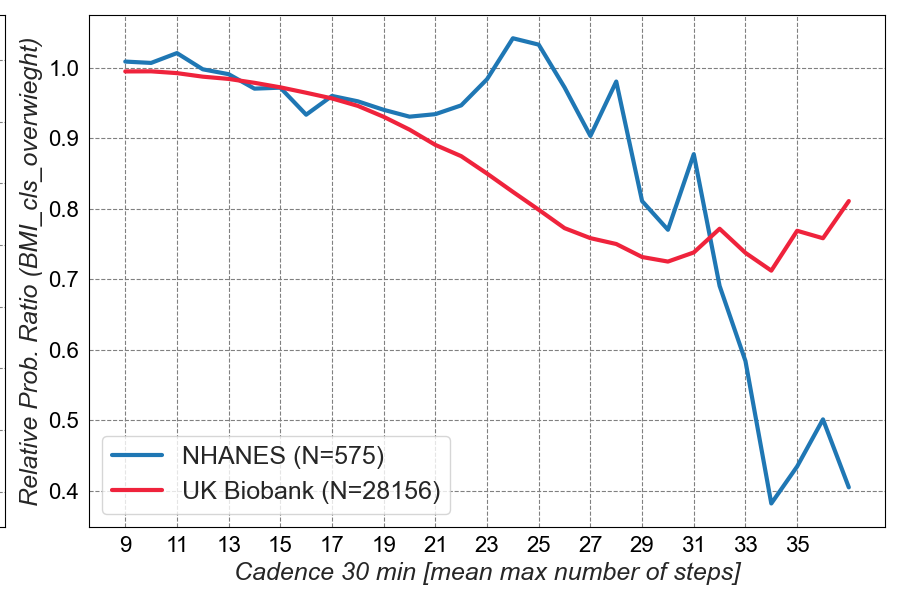 Relative Prob. Ratio (BMI_cls_overwieght)
1.0
0.9
0.8
0.7
0.6
0.5
0.4
NHANES (N=575)
UK Biobank (N=28156)
9 11 13 15 17 19 21 23 25 27 29 31 33 35
Cadence 30 min [mean max number of steps]